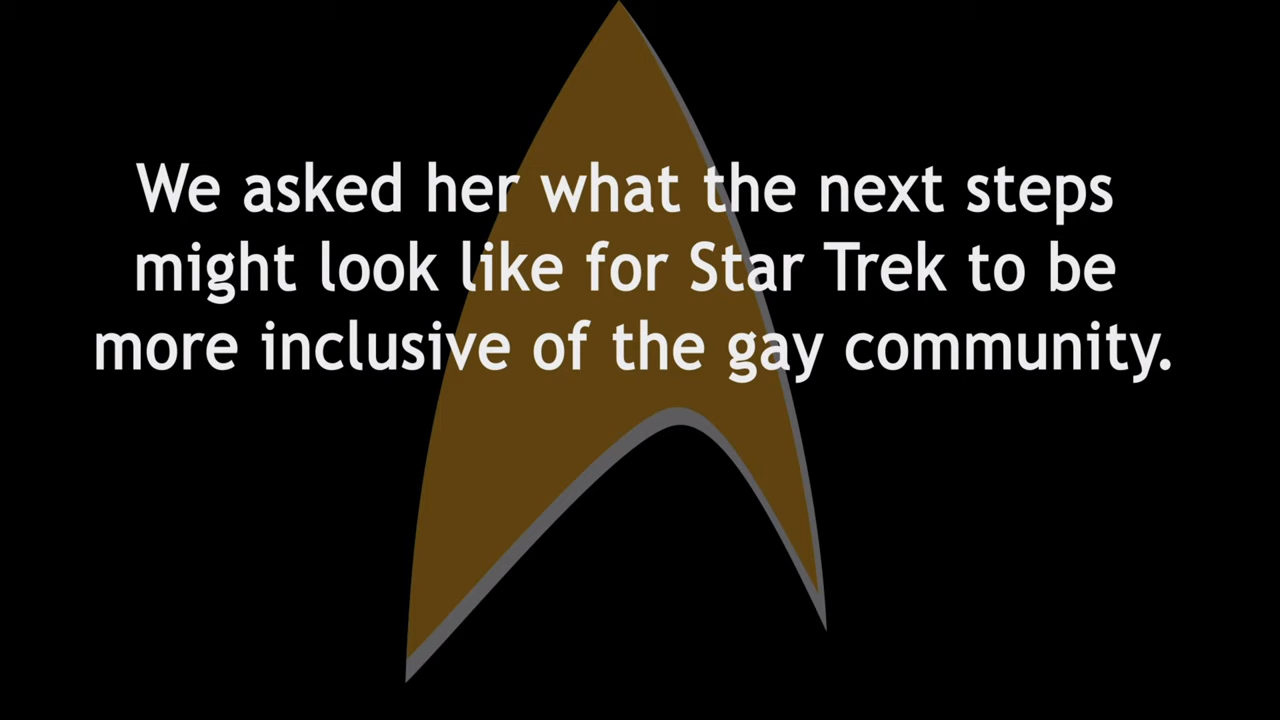 We asked her what the next steps
might look like for Star Trek to be
more inclusive of the gay community.